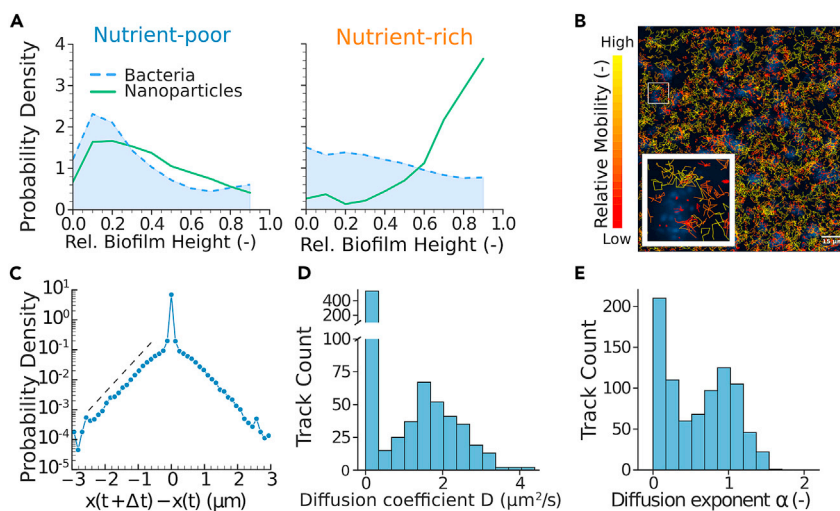 A
Nutrient-poor
Nutrient-rich
Bacteria
Nanoparticles
Probability Density
4
3
2
1
0
0.0 0.2 0.4 0.6 0.8 1.0
Rel. Biofilm Height (-)
0.0 0.2 0.4 0.6 0.8 1.0
Rel. Biofilm Height (-)
B
High
Relative Mobility (-)
Low
C
Probability Density
10^1
10^0
10^-1
10^-2
10^-3
10^-4
10^-5
−3 −2 −1 0 1 2 3
x(t+Δt)−x(t) (μm)
D
Track Count
400
200
100
75
50
25
0
0 2 4
Diffusion coefficient D (μm²/s)
E
Track Count
200
150
100
50
0
0 1 2
Diffusion exponent α (-)